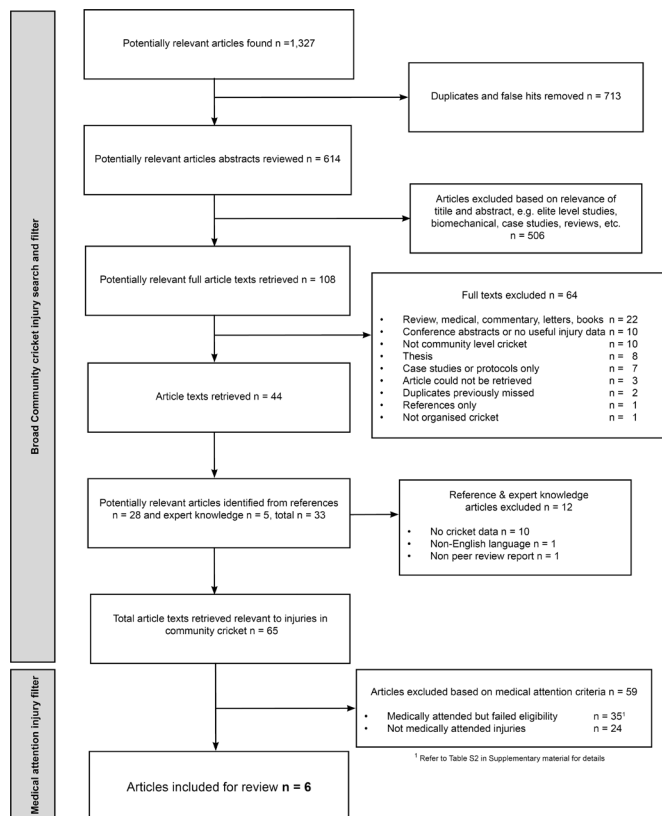 Broad Community cricket injury search and filter
Potentially relevant articles found n =1,327
Duplicates and false hits removed n = 713
Potentially relevant articles abstracts reviewed n = 614
Articles excluded based on relevance of
titile and abstract, e.g. elite level studies,
biomechanical, case studies, reviews, etc.
n = 506
Potentially relevant full article texts retrieved n = 108
Full texts excluded n = 64
• Review, medical, commentary, letters, books n = 22
• Conference abstracts or no useful injury data n = 10
• Not community level cricket n = 10
• Thesis n = 8
• Case studies or protocols only n = 7
• Article could not be retrieved n = 3
• Duplicates previously missed n = 2
• References only n = 1
• Not organised cricket n = 1
Article texts retrieved n = 44
Potentially relevant articles identified from references
n = 28 and expert knowledge n = 5, total n = 33
Reference & expert knowledge
articles excluded n = 12
• No cricket data n = 10
• Non-English language n = 1
• Non peer review report n = 1
Total article texts retrieved relevant to injuries in
community cricket n = 65
Medical attention injury filter
Articles excluded based on medical attention criteria n = 59
• Medically attended but failed eligibility n = 35¹
• Not medically attended injuries n = 24
¹ Refer to Table S2 in Supplementary material for details
Articles included for review n = 6